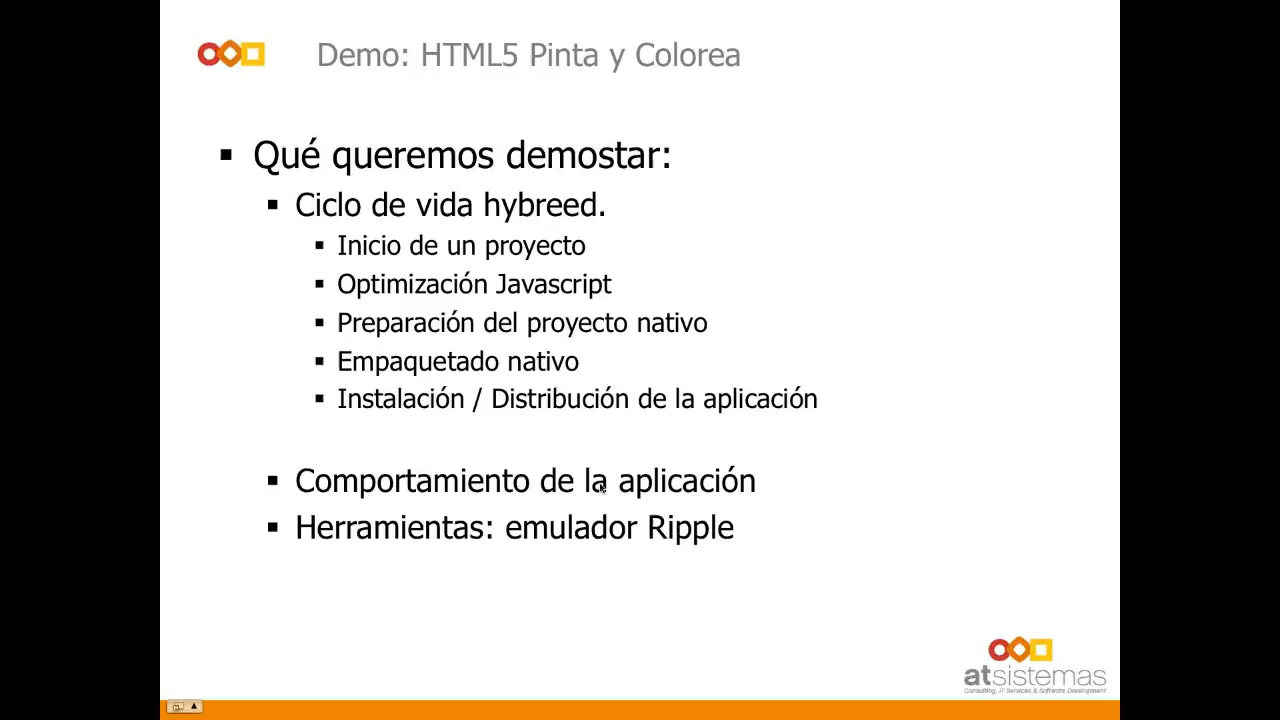 Demo: HTML5 Pinta y Colorea
Qué queremos demostar:
Ciclo de vida hybreed.
Inicio de un proyecto
Optimización Javascript
Preparación del proyecto nativo
Empaquetado nativo
Instalación / Distribución de la aplicación
Comportamiento de la aplicación
Herramientas: emulador Ripple
atsistemas
Consulting, IT Services & Software Development